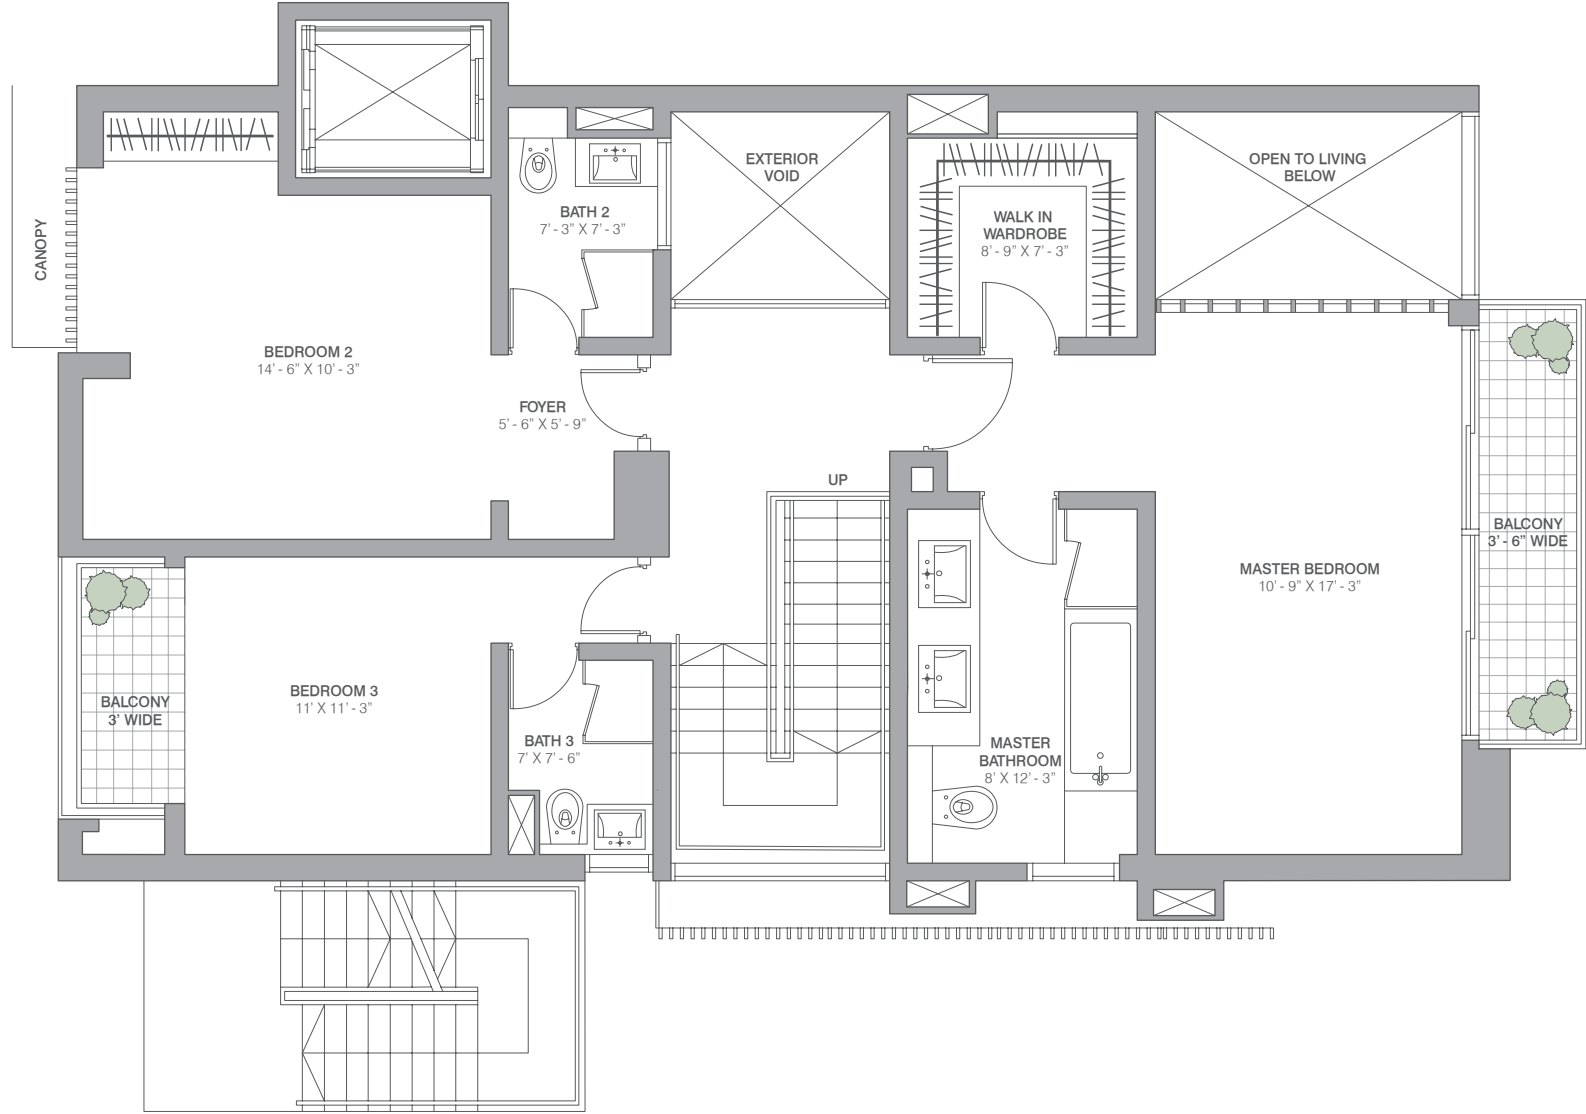 EXTERIOR
VOID
OPEN TO LIVING
BELOW
BATH 2
7' - 3” X 7' - 3”
WALK IN
WARDROBE
8' - 9” X 7' - 3”
CANOPY
BEDROOM 2
14' - 6” X 10' - 3”
FOYER
5' - 6” X 5' - 9”
UP
BALCONY
3' - 6” WIDE
MASTER BEDROOM
10' - 9” X 17' - 3”
BEDROOM 3
11' X 11' - 3”
BALCONY
3' WIDE
BATH 3
7' X 7' - 6”
MASTER
BATHROOM
8' X 12' - 3”